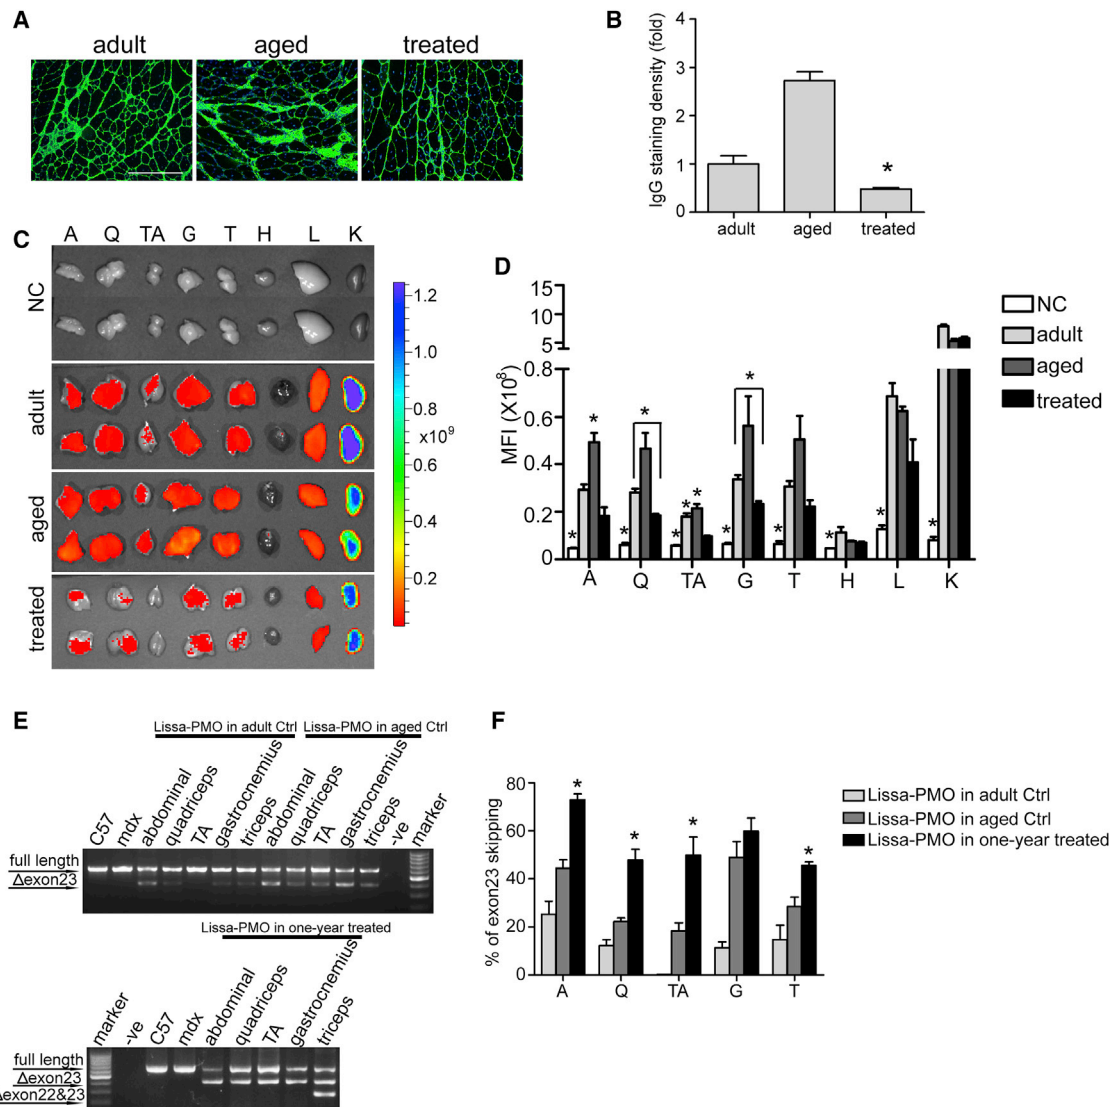 A
adult aged treated
B
IgG staining density (fold)
4
3
2
1
0
adult aged treated
*
C
A Q TA G T H L K
NC
adult
aged
treated
1.2
1.0
0.8
x10⁹
0.6
0.4
0.2
D
MFI (X10⁸)
15
10
5
0.8
0.6
0.4
0.2
0
* * * * * * * * * * * *
A Q TA G T H L K
NC
adult
aged
treated
E
Lissa-PMO in adult Ctrl Lissa-PMO in aged Ctrl
C57 mdx abdominal quadriceps TA gastrocnemius triceps abdominal quadriceps TA gastrocnemius triceps -ve marker
full length
Δexon23
Lissa-PMO in one-year treated
marker -ve C57 mdx abdominal quadriceps TA gastrocnemius triceps
full length
Δexon23
Δexon22&23
F
% of exon23 skipping
80
60
40
20
0
* * * *
A Q TA G T
Lissa-PMO in adult Ctrl
Lissa-PMO in aged Ctrl
Lissa-PMO in one-year treated